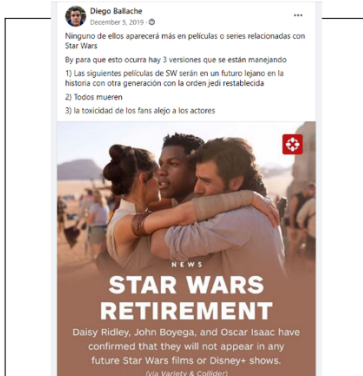 Diego Ballache
December 5, 2019 ·
Ninguno de ellos aparecerá más en películas o series relacionadas con
Star Wars
By para que esto ocurra hay 3 versiones que se están manejando
1) Las siguientes películas de SW serán en un futuro lejano en la
historia con otra generación con la orden jedi restablecida
2) Todos mueren
3) la toxicidad de los fans alejo a los actores
NEWS
STAR WARS
RETIREMENT
Daisy Ridley, John Boyega, and Oscar Isaac have
confirmed that they will not appear in any
future Star Wars films or Disney+ shows.
(via Variety & Collider)